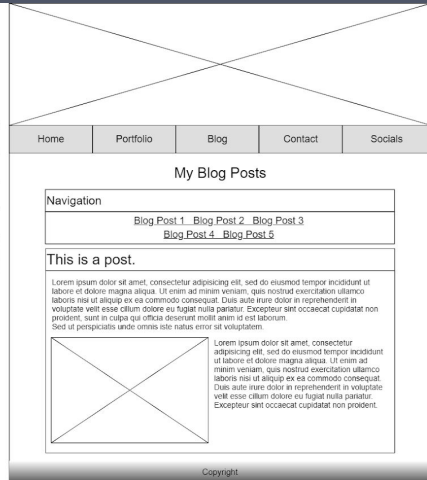 Home Portfolio Blog Contact Socials
My Blog Posts
Navigation
Blog Post 1 Blog Post 2 Blog Post 3
Blog Post 4 Blog Post 5
This is a post.
Lorem ipsum dolor sit amet, consectetur adipisicing elit, sed do eiusmod tempor incididunt ut
labore et dolore magna aliqua. Ut enim ad minim veniam, quis nostrud exercitation ullamco
laboris nisi ut aliquip ex ea commodo consequat. Duis aute irure dolor in reprehenderit in
voluptate velit esse cillum dolore eu fugiat nulla pariatur. Excepteur sint occaecat cupidatat non
proident, sunt in culpa qui officia deserunt mollit anim id est laborum.
Sed ut perspiciatis unde omnis iste natus error sit voluptatem.
Lorem ipsum dolor sit amet, consectetur
adipisicing elit, sed do eiusmod tempor incididunt
ut labore et dolore magna aliqua. Ut enim ad
minim veniam, quis nostrud exercitation ullamco
laboris nisi ut aliquip ex ea commodo consequat.
Duis aute irure dolor in reprehenderit in voluptate
velit esse cillum dolore eu fugiat nulla pariatur.
Excepteur sint occaecat cupidatat non proident.
Copyright